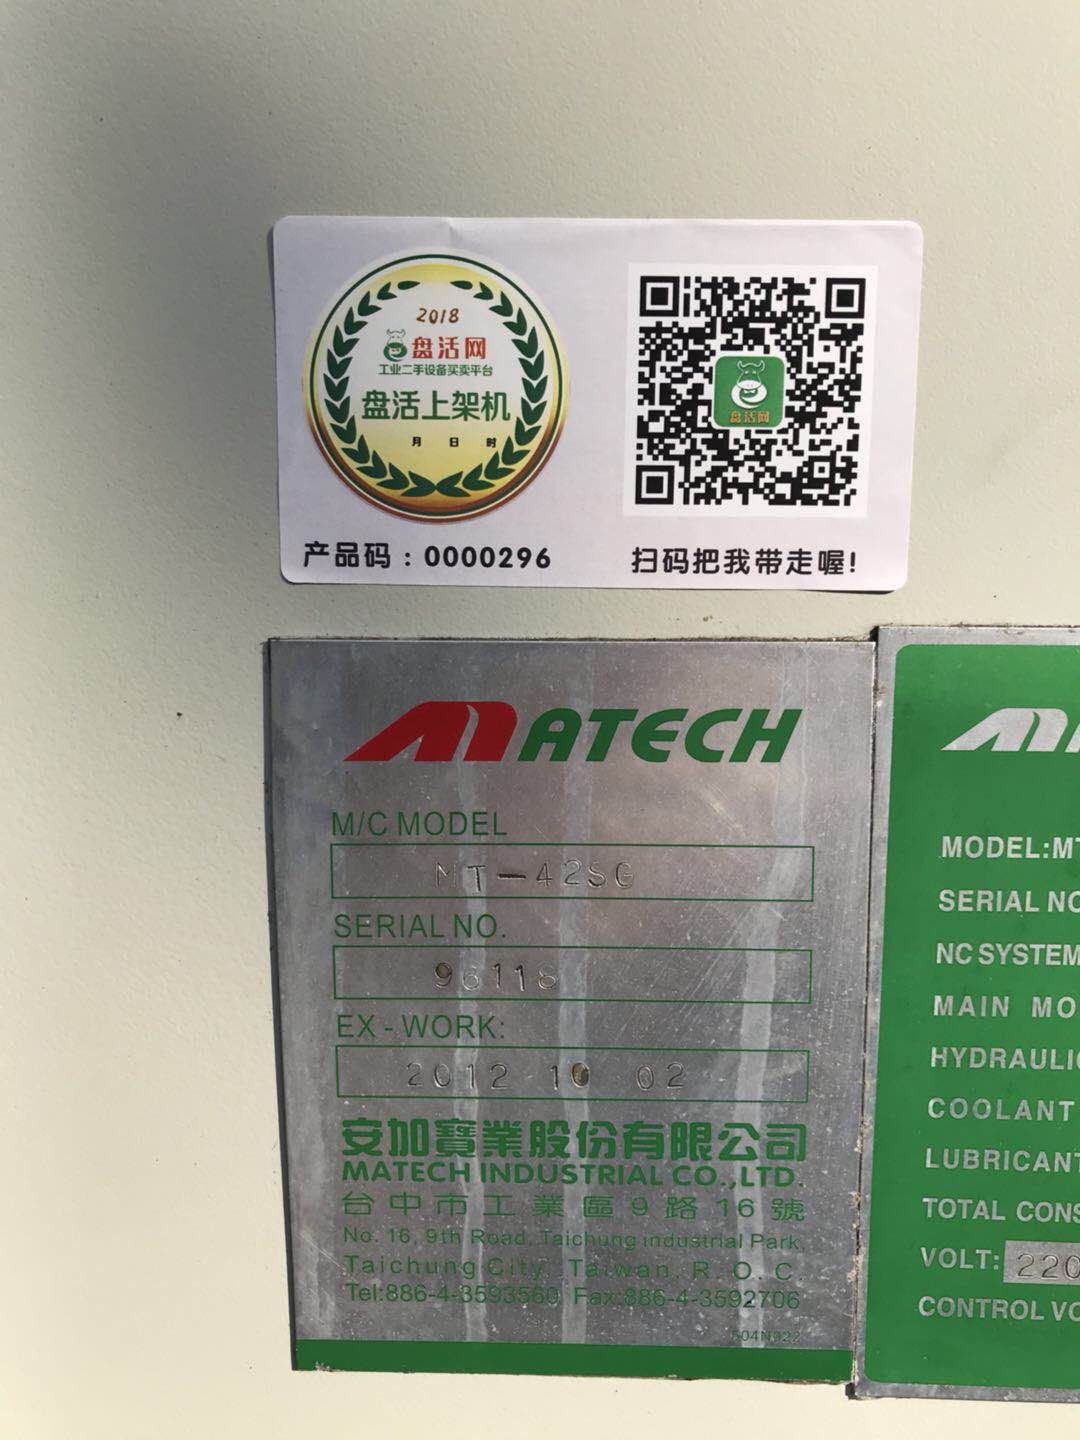 2018
盘活网
工业二手设备买卖平台
盘活上架机
月 日 时
盘活网
产品码：0000296
扫码把我带走喔!
MATECH
M/C MODEL
MT-42SG
SERIAL NO.
96118
EX-WORK:
2012 10 02
安加寶業股份有限公司
MATECH INDUSTRIAL CO.,LTD.
台中市工業區9路16號
No. 16, 9th Road, Taichung industrial Park,
Taichung City, Taiwan, R. O. C.
Tel:886-4-3593560 Fax:886-4-3592706
MODEL:MT
SERIAL NO
NC SYSTEM
MAIN MO
HYDRAULIC
COOLANT
LUBRICANT
TOTAL CONS
VOLT: 220
CONTROL VO